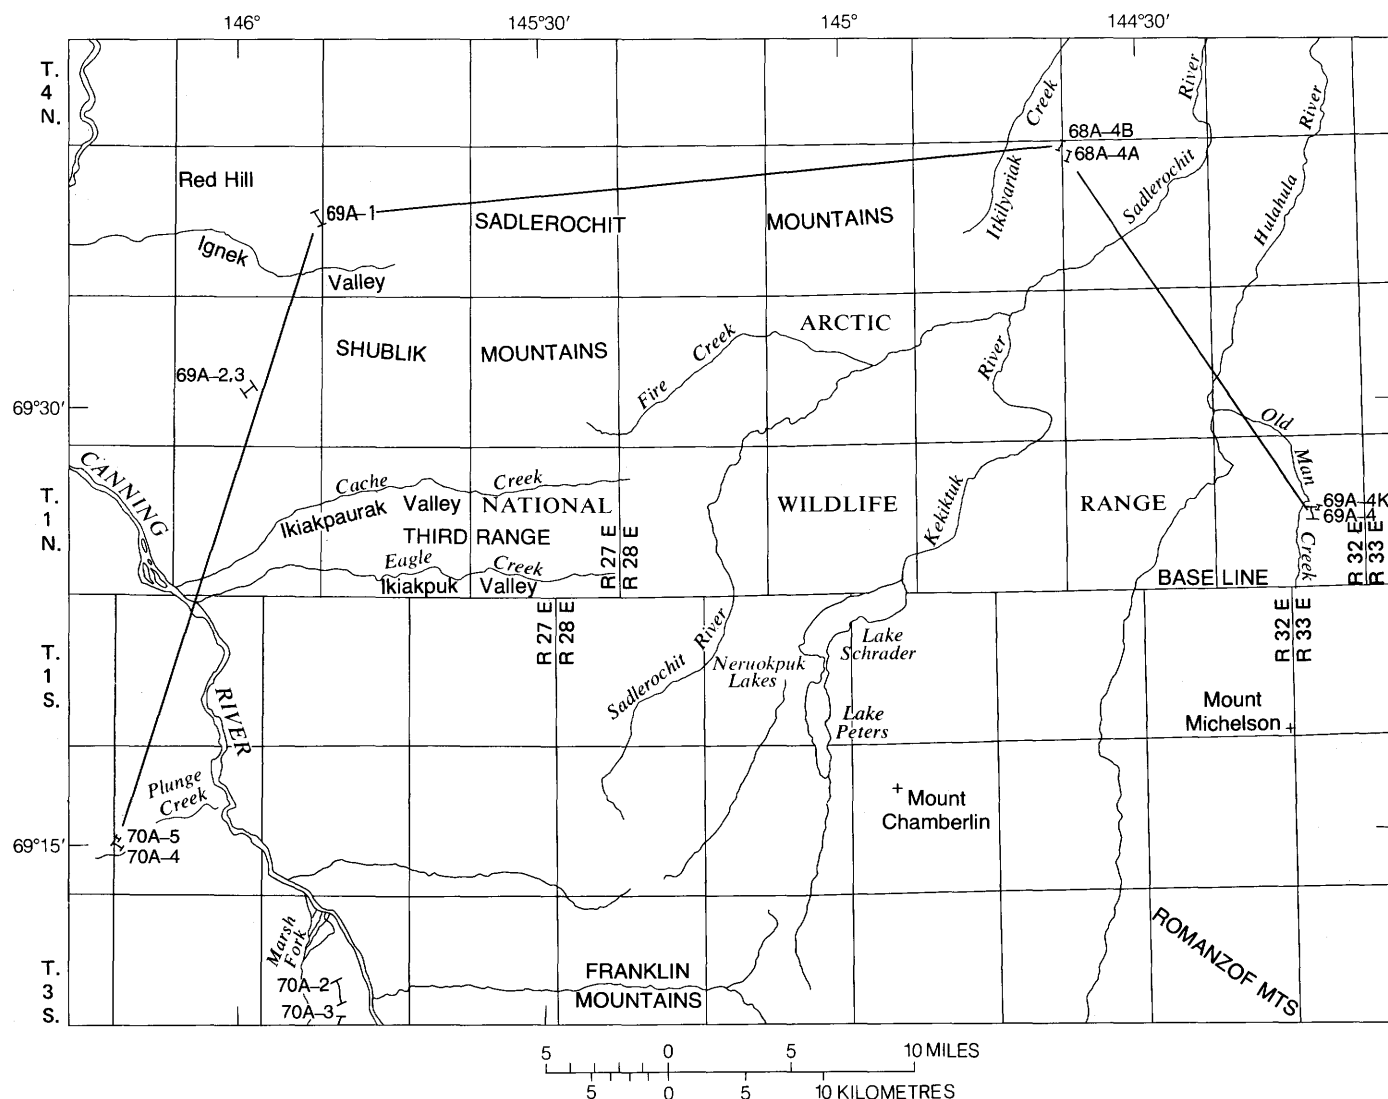 146° 145°30' 145° 144°30'
T.
4
N.
Creek
River
River
68A–4B
68A–4A
Red Hill
69A–1
SADLEROCHIT MOUNTAINS
Itkilyariak
Sadlerochit
Hulahula
Ignek
Valley
ARCTIC
SHUBLIK MOUNTAINS
Fire Creek
River
69A–2,3
69°30'
Old
Man
Creek
CANNING
RIVER
Cache Creek
Ikiakpaurak Valley
NATIONAL
WILDLIFE
RANGE
Kekiktuk
69A–4K
69A–4
T.
1
N.
THIRD RANGE
R 27 E
R 28 E
R 32 E
R 33 E
Eagle Creek
Ikiakpuk Valley
BASE LINE
R 27 E
R 28 E
R 32 E
R 33 E
T.
1
S.
Sadlerochit River
Neruokpuk
Lakes
Lake
Schrader
Lake
Peters
Mount
Michelson +
Plunge
Creek
+ Mount
Chamberlin
69°15'
70A–5
70A–4
Marsh
Fork
ROMANZOF MTS
T.
3
S.
70A–2
70A–3
FRANKLIN
MOUNTAINS
5 0 5 10 MILES
5 0 5 10 KILOMETRES